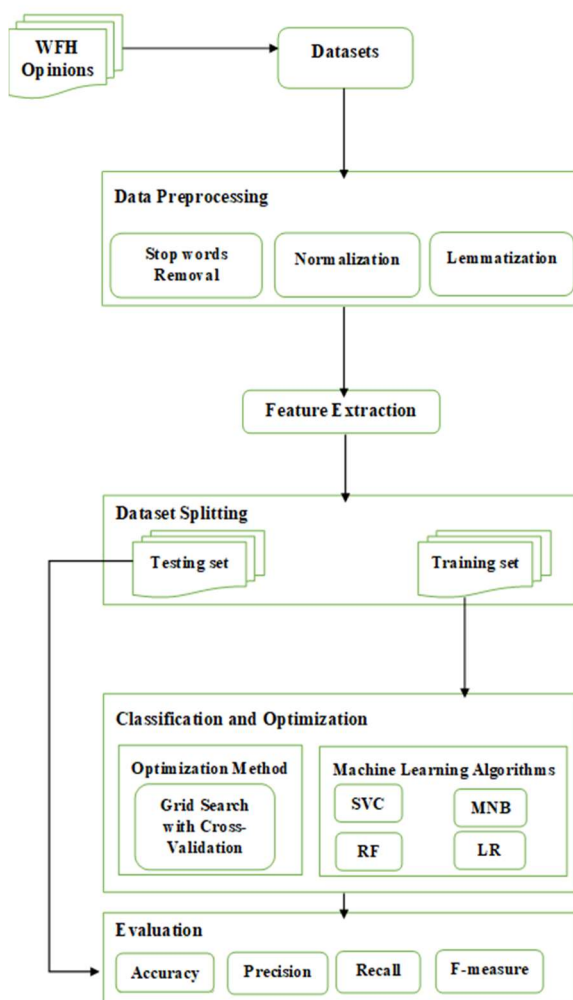 WFH
Opinions
Datasets
Data Preprocessing
Stop words
Removal
Normalization
Lemmatization
Feature Extraction
Dataset Splitting
Testing set
Training set
Classification and Optimization
Optimization Method
Grid Search
with Cross-
Validation
Machine Learning Algorithms
SVC
MNB
RF
LR
Evaluation
Accuracy
Precision
Recall
F-measure